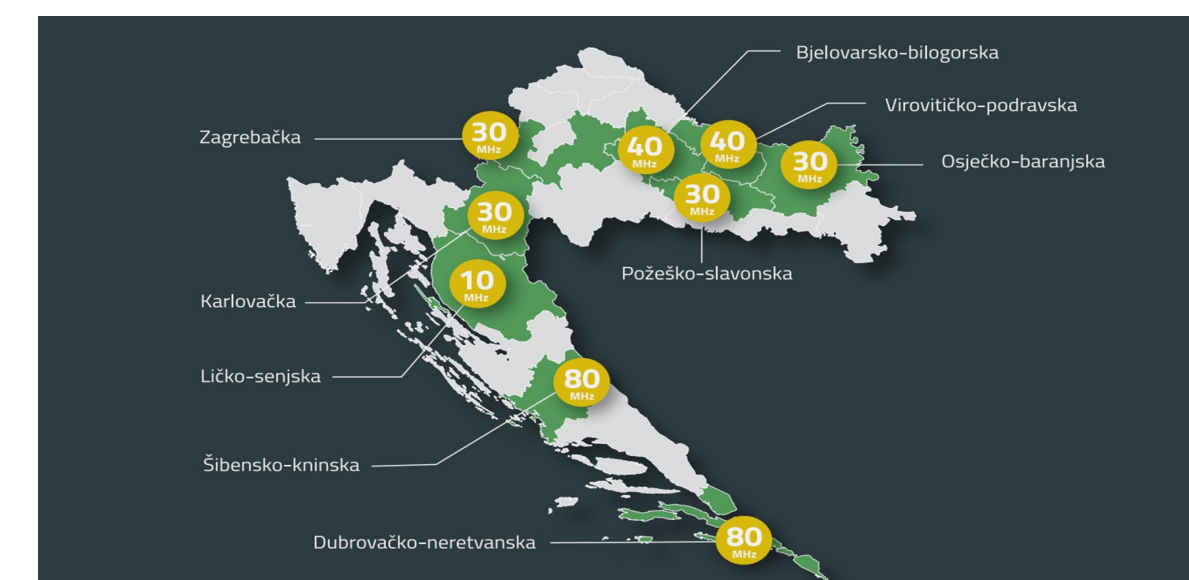 Bjelovarsko-bilogorska
Virovitičko-podravska
Zagrebačka
30
MHz
40
MHz
40
MHz
30
MHz
Osječko-baranjska
30
MHz
30
MHz
Požeško-slavonska
10
MHz
Karlovačka
Ličko-senjska
80
MHz
Šibensko-kninska
Dubrovačko-neretvanska
80
MHz